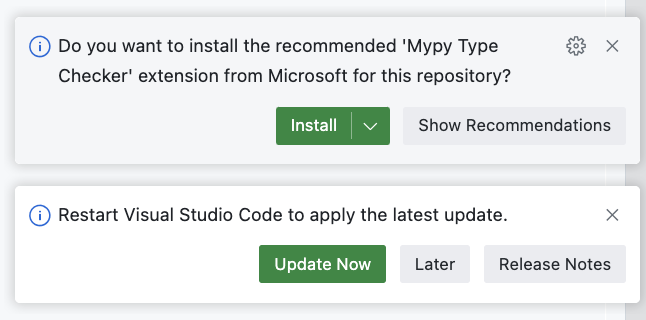 Do you want to install the recommended 'Mypy Type
Checker' extension from Microsoft for this repository?
Install
Show Recommendations
Restart Visual Studio Code to apply the latest update.
Update Now
Later
Release Notes